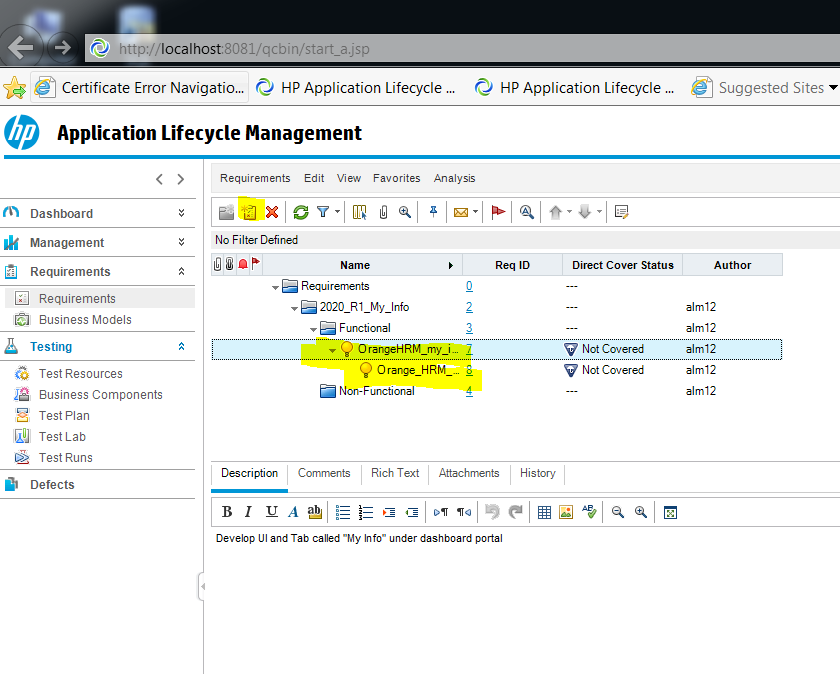 http://localhost:8081/qcbin/start_a.jsp
Certificate Error Navigatio... HP Application Lifecycle ... HP Application Lifecycle ... Suggested Sites
hp Application Lifecycle Management
Dashboard
Management
Requirements
Requirements
Business Models
Testing
Test Resources
Business Components
Test Plan
Test Lab
Test Runs
Defects
Requirements Edit View Favorites Analysis
No Filter Defined
Name Req ID Direct Cover Status Author
Requirements 0 ---
2020_R1_My_Info 2 --- alm12
Functional 3 --- alm12
OrangeHRM_my_i... 7 Not Covered alm12
Orange_HRM_... 8 Not Covered alm12
Non-Functional 4 --- alm12
Description Comments Rich Text Attachments History
B I U A ab
Develop UI and Tab called "My Info" under dashboard portal